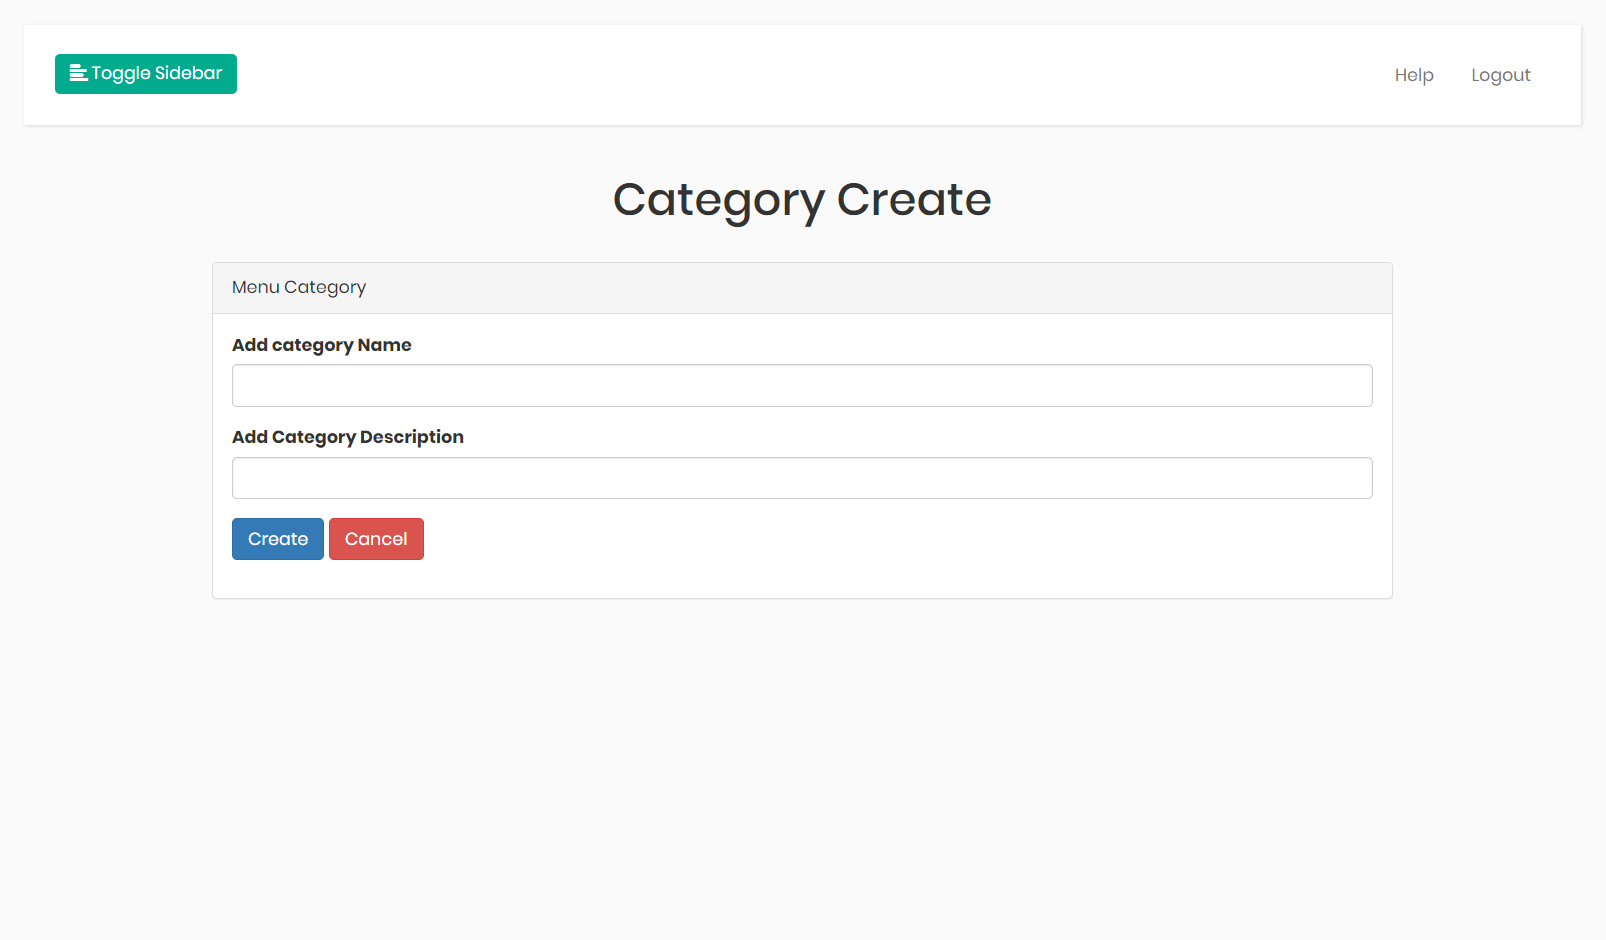 Toggle Sidebar
Help
Logout
Category Create
Menu Category
Add category Name
Add Category Description
Create
Cancel